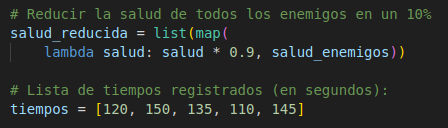 # Reducir la salud de todos los enemigos en un 10%
salud_reducida = list(map(
    lambda salud: salud * 0.9, salud_enemigos))

# Lista de tiempos registrados (en segundos):
tiempos = [120, 150, 135, 110, 145]